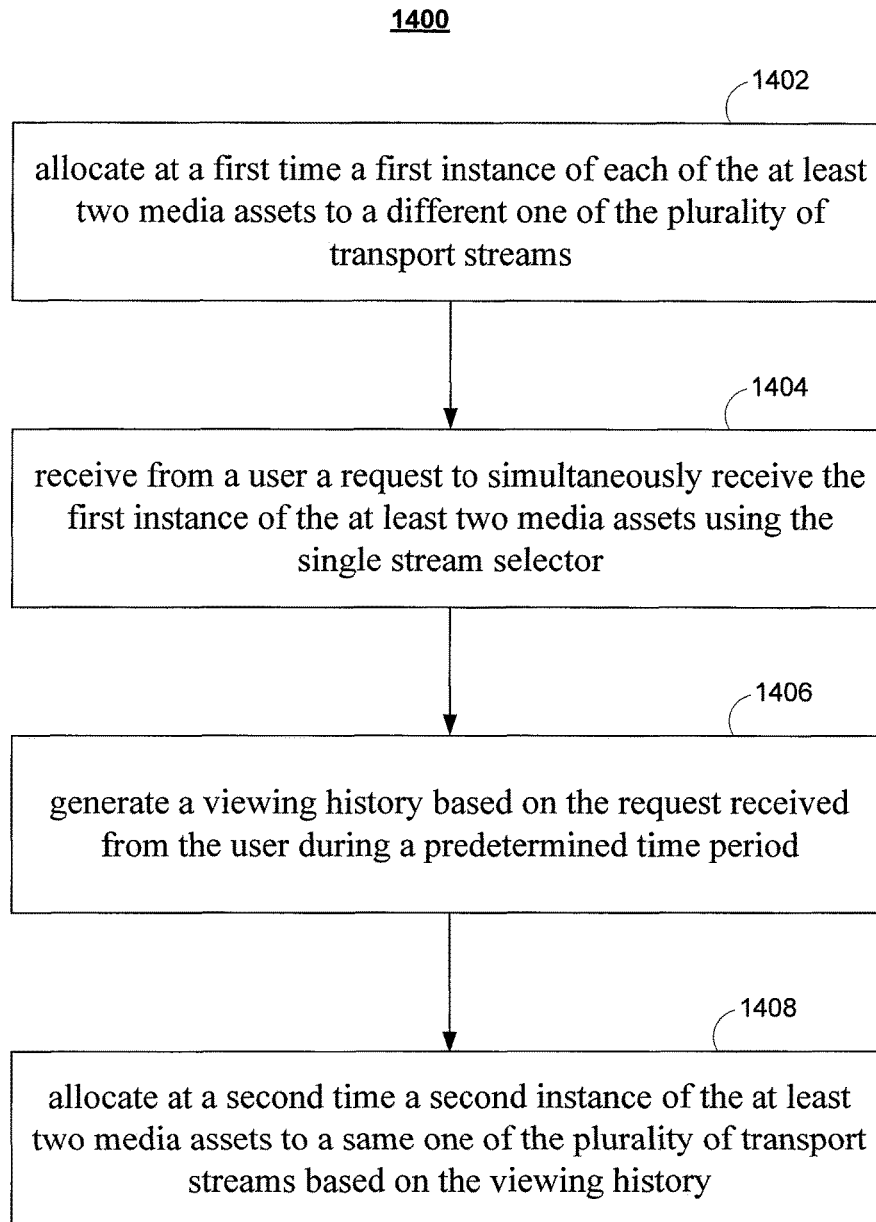 1400
1402
allocate at a first time a first instance of each of the at least
two media assets to a different one of the plurality of
transport streams
1404
receive from a user a request to simultaneously receive the
first instance of the at least two media assets using the
single stream selector
1406
generate a viewing history based on the request received
from the user during a predetermined time period
1408
allocate at a second time a second instance of the at least
two media assets to a same one of the plurality of transport
streams based on the viewing history